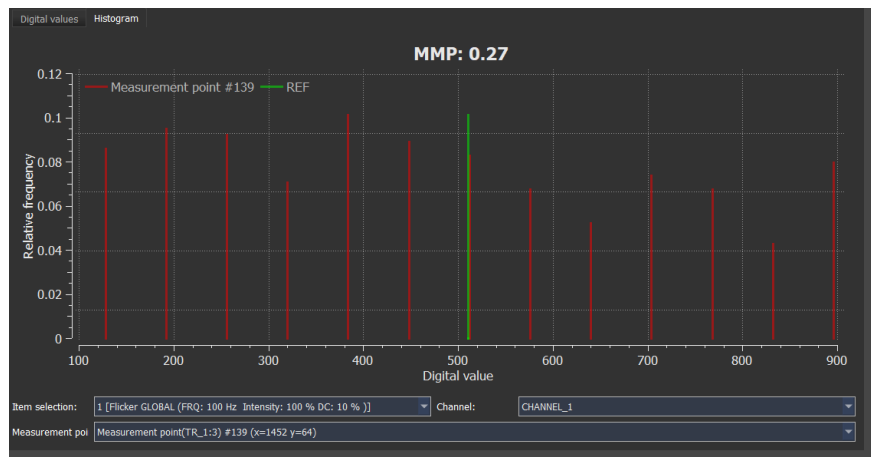 Digital values Histogram
MMP: 0.27
Measurement point #139 REF
0.12
0.1
0.08
0.06
0.04
0.02
0
Relative frequency
100 200 300 400 500 600 700 800 900
Digital value
Item selection: 1 [Flicker GLOBAL (FRQ: 100 Hz Intensity: 100 % DC: 10 % )] Channel: CHANNEL_1
Measurement poi Measurement point(TR_1:3) #139 (x=1452 y=64)